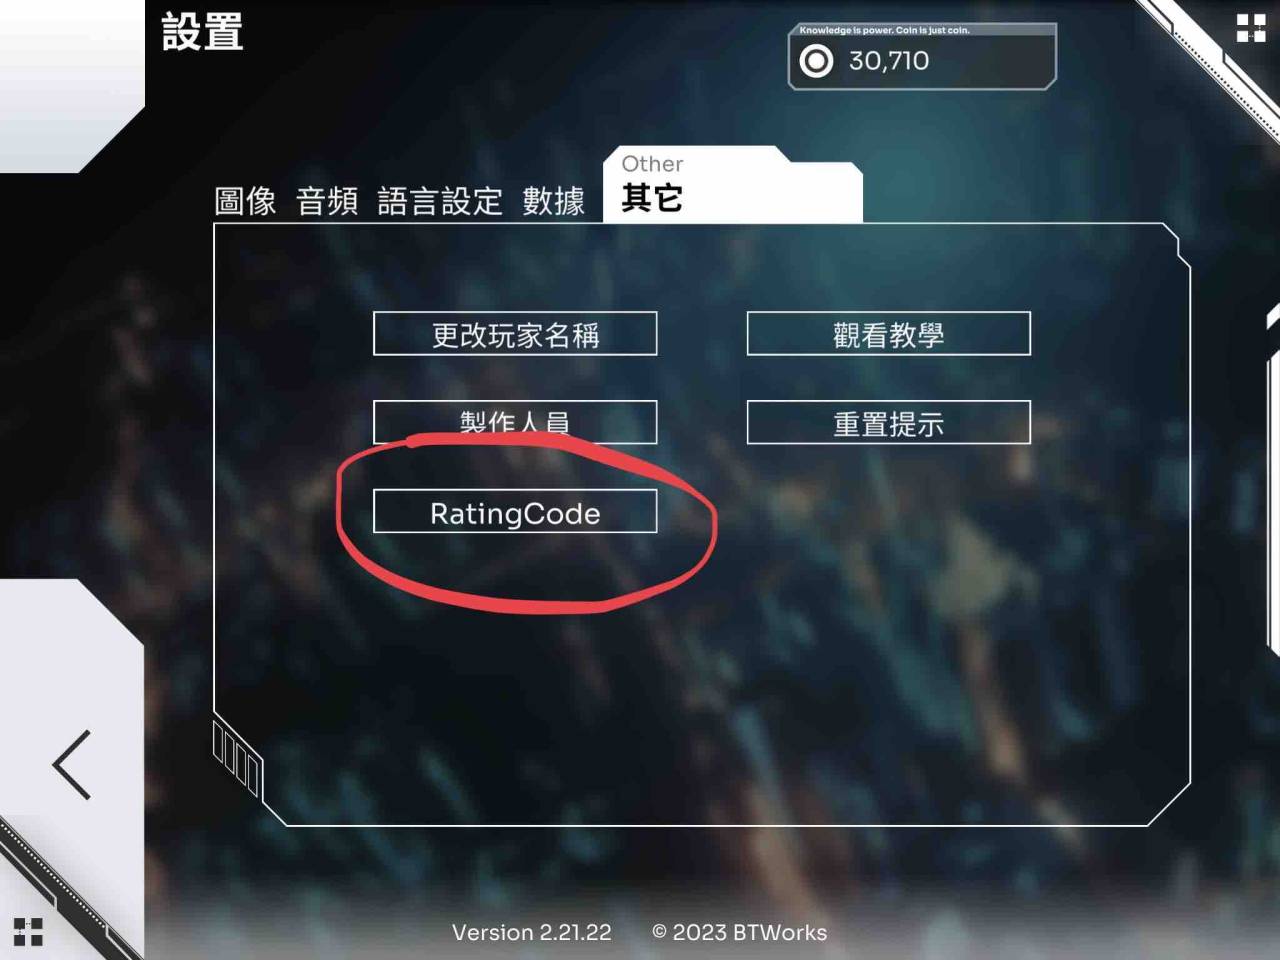 設置
Knowledge is power. Coin is just coin.
30,710
圖像 音頻 語言設定 數據
Other
其它
更改玩家名稱
觀看教學
製作人員
重置提示
RatingCode
Version 2.21.22
© 2023 BTWorks